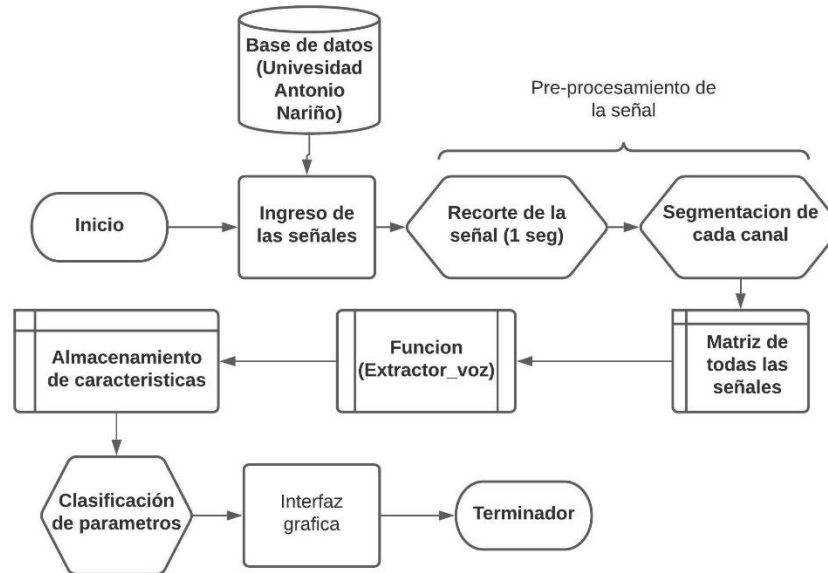 Base de datos
(Univesidad
Antonio
Nariño)
Pre-procesamiento de
la señal
Inicio
Ingreso de
las señales
Recorte de la
señal (1 seg)
Segmentacion de
cada canal
Almacenamiento
de caracteristicas
Funcion
(Extractor_voz)
Matriz de
todas las
señales
Clasificación
de parametros
Interfaz
grafica
Terminador